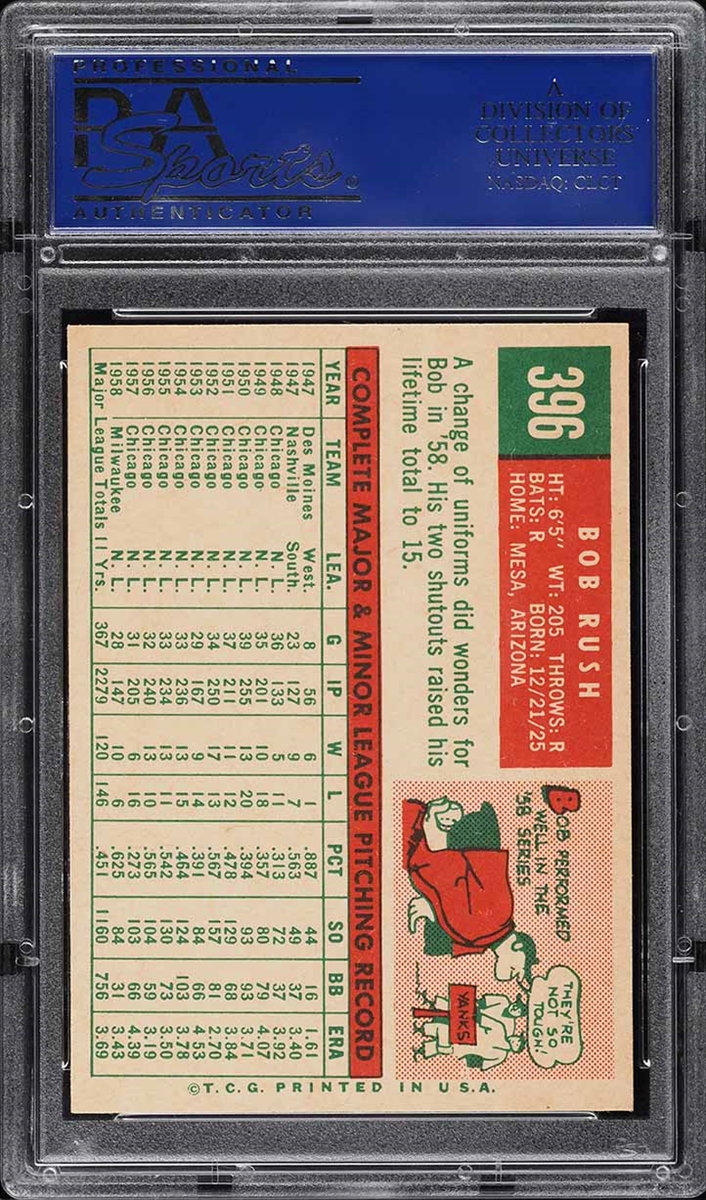 PROFESSIONAL
PSA
Sports
AUTHENTICATOR
A
DIVISION OF
COLLECTORS
UNIVERSE
NASDAQ: CLCT
396
BOB RUSH
HT: 6'5" WT: 205 THROWS: R
BATS: R BORN: 12/21/25
HOME: MESA, ARIZONA
A change of uniforms did wonders for
Bob in '58. His two shutouts raised his
lifetime total to 15.
BOB PERFORMED
WELL IN THE
'58 SERIES
THEY'RE
NOT SO
TOUGH!
YANKS
COMPLETE MAJOR & MINOR LEAGUE PITCHING RECORD
YEAR TEAM LEA. G IP W L PCT SO BB ERA
1947 Des Moines West. 8 56 6 1 .887 44 16 1.61
1947 Nashville South. 23 127 9 7 .563 49 37 3.40
1948 Chicago N. L. 36 133 5 11 .313 72 37 3.92
1949 Chicago N. L. 35 201 10 18 .357 80 79 4.07
1950 Chicago N. L. 39 255 13 20 .394 93 93 3.71
1951 Chicago N. L. 37 211 11 12 .478 129 68 3.84
1952 Chicago N. L. 34 250 17 13 .567 157 81 2.70
1953 Chicago N. L. 29 167 9 14 .391 84 66 4.53
1954 Chicago N. L. 33 236 13 15 .464 124 103 3.78
1955 Chicago N. L. 33 234 13 11 .542 130 73 3.50
1956 Chicago N. L. 32 240 13 10 .565 104 59 3.19
1957 Chicago N. L. 31 205 6 16 .273 103 66 4.39
1958 Milwaukee N. L. 28 147 10 6 .625 84 31 3.43
Major League Totals 11 Yrs. 367 2279 120 146 .451 1160 756 3.69
©T.C.G. PRINTED IN U.S.A.